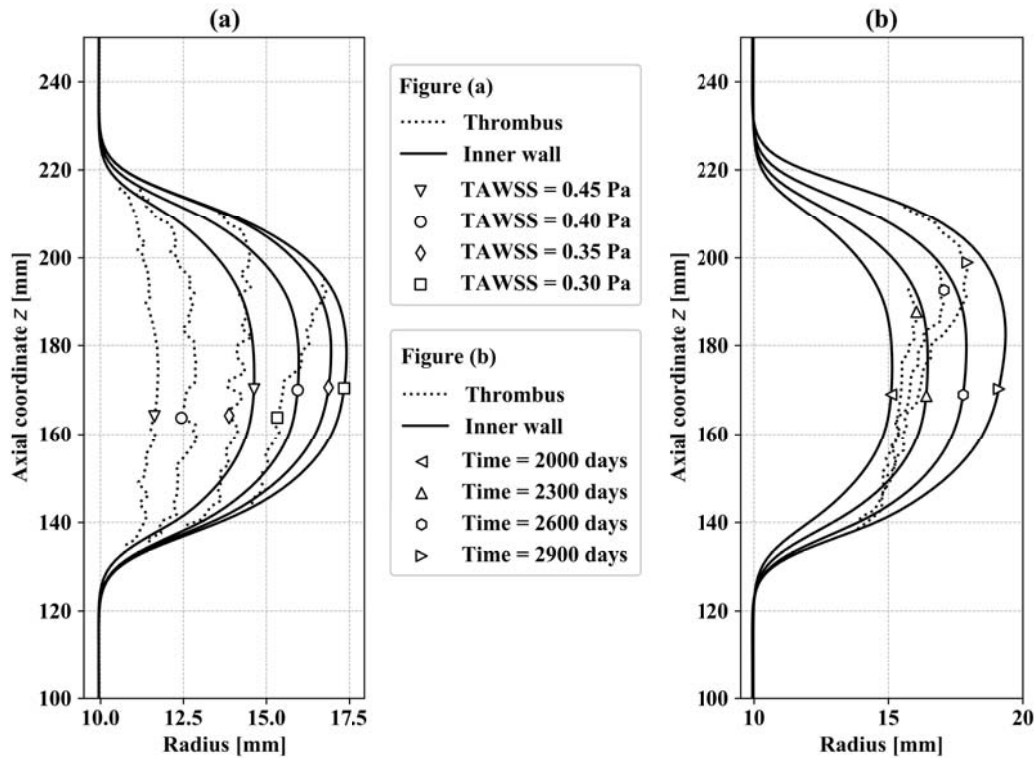 (a)
240
220
200
180
160
140
120
100
Axial coordinate Z [mm]
10.0 12.5 15.0 17.5
Radius [mm]
Figure (a)
Thrombus
Inner wall
TAWSS = 0.45 Pa
TAWSS = 0.40 Pa
TAWSS = 0.35 Pa
TAWSS = 0.30 Pa
Figure (b)
Thrombus
Inner wall
Time = 2000 days
Time = 2300 days
Time = 2600 days
Time = 2900 days
(b)
240
220
200
180
160
140
120
100
Axial coordinate Z [mm]
10 15 20
Radius [mm]